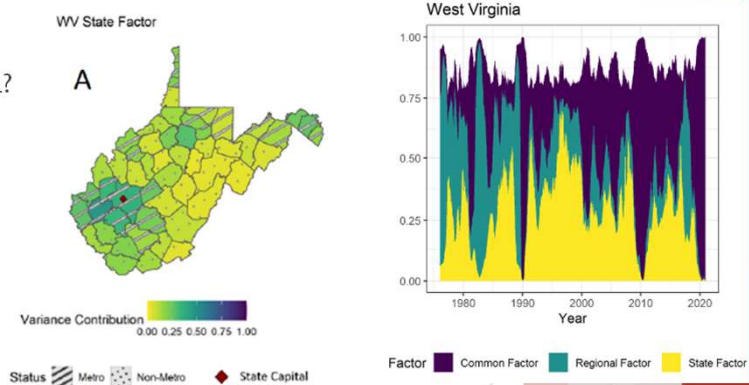 WV State Factor
?
A
Variance Contribution
0.00 0.25 0.50 0.75 1.00
Status Metro Non-Metro State Capital
West Virginia
1.00
0.75
0.50
0.25
0.00
1980 1990 2000 2010 2020
Year
Factor Common Factor Regional Factor State Factor